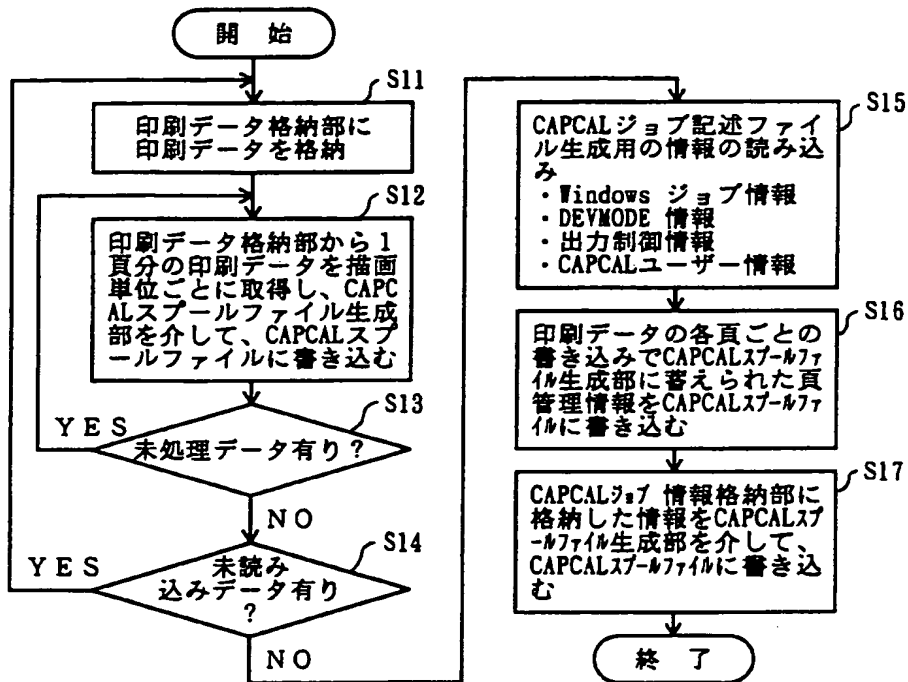 開始
S11
印刷データ格納部に
印刷データを格納
S12
印刷データ格納部から1
頁分の印刷データを描画
単位ごとに取得し、CAPC
ALスプールファイル生成
部を介して、CAPCALスプ
ールファイルに書き込む
S13
YES
未処理データ有り?
NO
S14
YES
未読み
込みデータ有り
?
NO
S15
CAPCALジョブ記述ファイ
ル生成用の情報の読み込
み
・Windows ジョブ情報
・DEVMODE 情報
・出力制御情報
・CAPCALユーザー情報
S16
印刷データの各頁ごとの
書き込みでCAPCALスプールファ
イル生成部に蓄えられた頁
管理情報をCAPCALスプールファ
イルに書き込む
S17
CAPCALジョブ 情報格納部に
格納した情報をCAPCALスプ
ールファイル生成部を介して、
CAPCALスプールファイルに書き込
む
終了